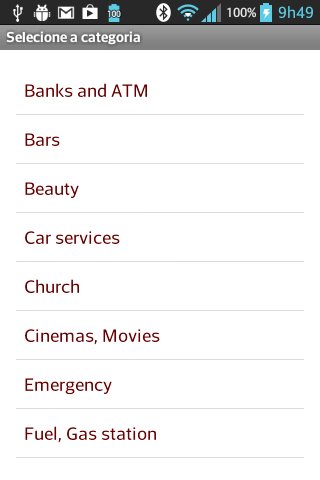 100 100% 9h49
Selecione a categoria
Banks and ATM
Bars
Beauty
Car services
Church
Cinemas, Movies
Emergency
Fuel, Gas station